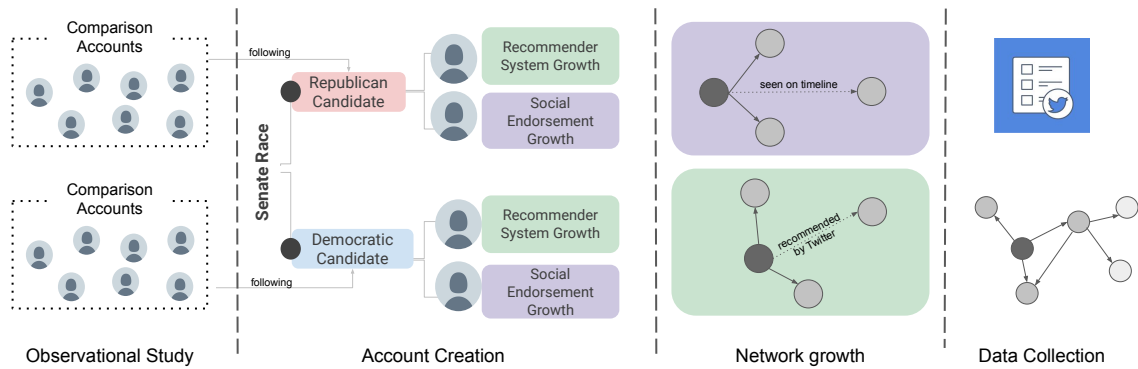 Comparison
Accounts
following
Republican
Candidate
Recommender
System Growth
Social
Endorsement
Growth
Senate Race
Comparison
Accounts
following
Democratic
Candidate
Recommender
System Growth
Social
Endorsement
Growth
seen on timeline
recommended
by Twitter
Observational Study
Account Creation
Network growth
Data Collection